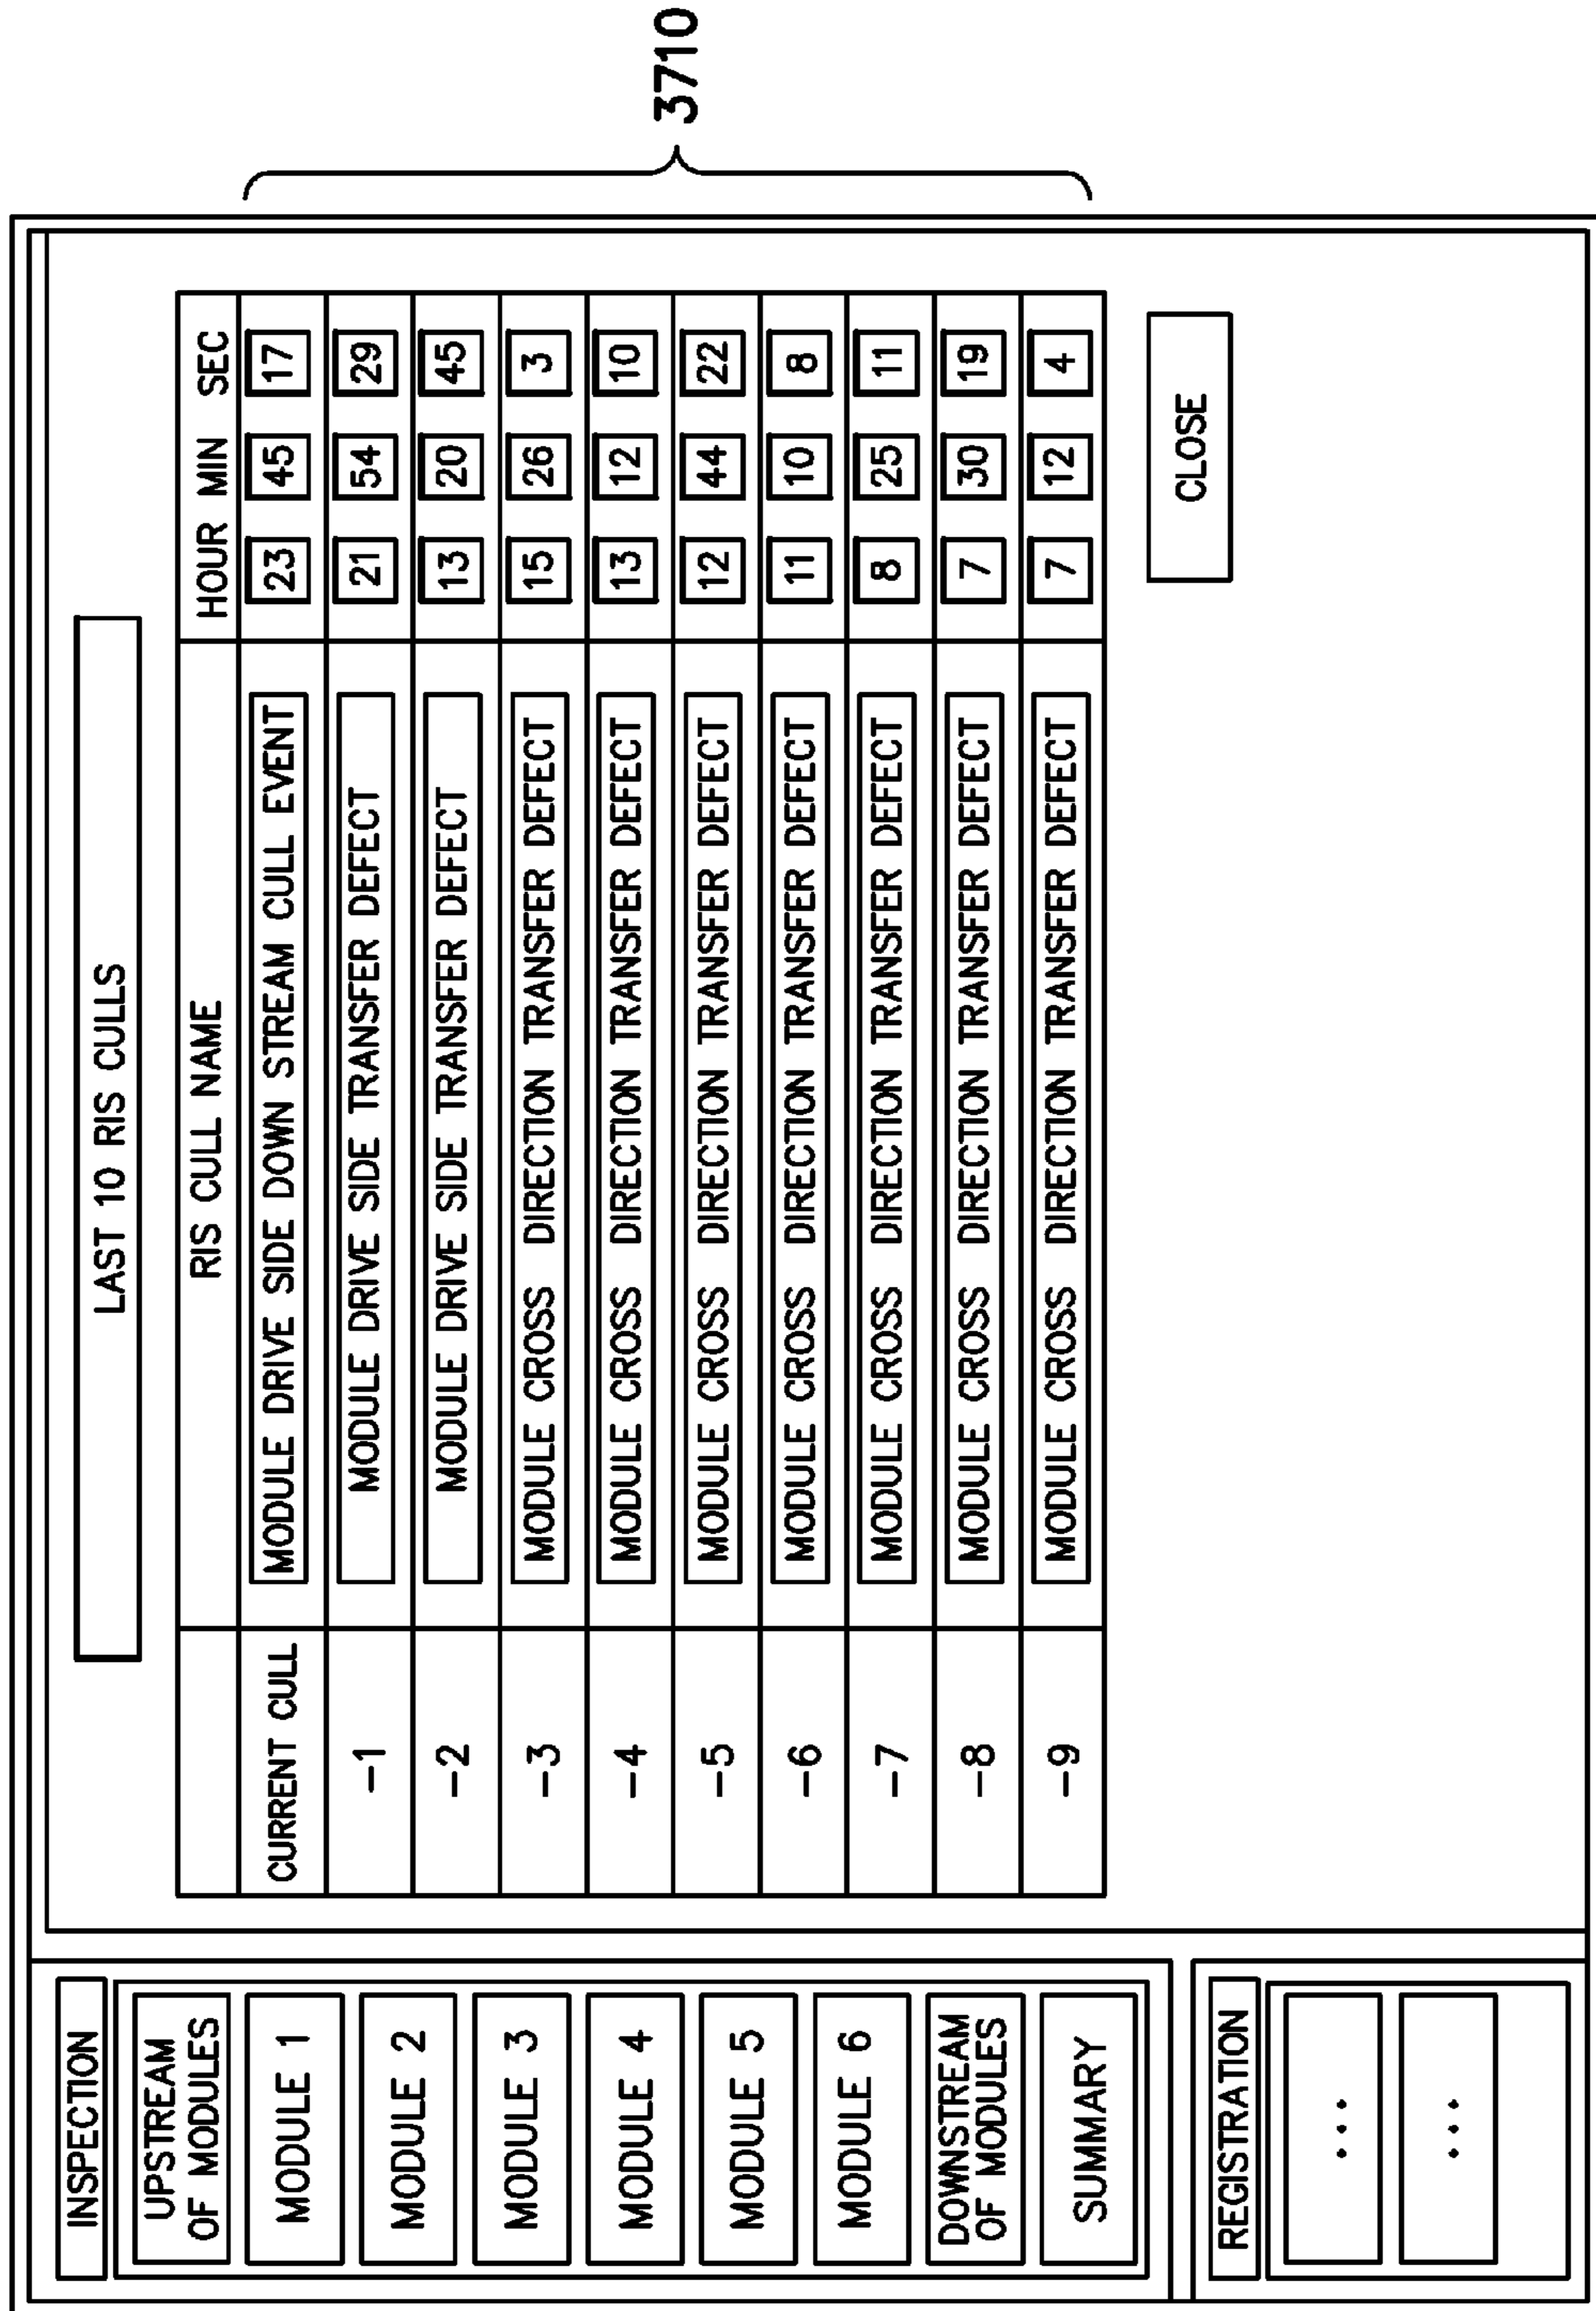 INSPECTION
UPSTREAM
OF MODULES
MODULE 1
MODULE 2
MODULE 3
MODULE 4
MODULE 5
MODULE 6
DOWNSTREAM
OF MODULES
SUMMARY
REGISTRATION
...
...
LAST 10 RIS CULLS
RIS CULL NAME HOUR MIN SEC
CURRENT CULL MODULE DRIVE SIDE DOWN STREAM CULL EVENT 23 45 17
-1 MODULE DRIVE SIDE TRANSFER DEFECT 21 54 29
-2 MODULE DRIVE SIDE TRANSFER DEFECT 13 20 45
-3 MODULE CROSS DIRECTION TRANSFER DEFECT 15 26 3
-4 MODULE CROSS DIRECTION TRANSFER DEFECT 13 12 10
-5 MODULE CROSS DIRECTION TRANSFER DEFECT 12 44 22
-6 MODULE CROSS DIRECTION TRANSFER DEFECT 11 10 8
-7 MODULE CROSS DIRECTION TRANSFER DEFECT 8 25 11
-8 MODULE CROSS DIRECTION TRANSFER DEFECT 7 30 19
-9 MODULE CROSS DIRECTION TRANSFER DEFECT 7 12 4
CLOSE
3710